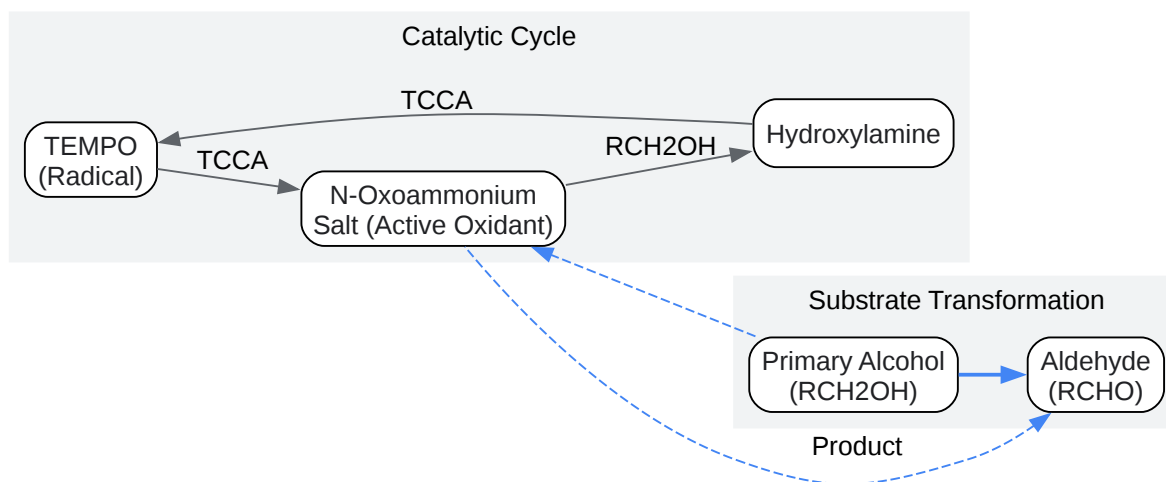 Catalytic Cycle
TCCA
TEMPO
(Radical)
TCCA
RCH2OH
Hydroxylamine
N-Oxoammonium
Salt (Active Oxidant)
Substrate Transformation
Primary Alcohol
(RCH2OH)
Aldehyde
(RCHO)
Product